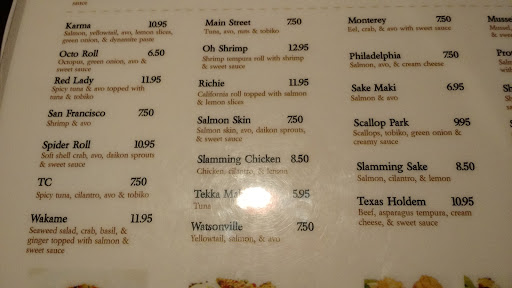 sauce
Karma 10.95
Salmon, yellowtail, avo, lemon slices,
green onion, & dynamite paste
Octo Roll 6.50
Octopus, green onion, avo &
sweet sauce
Red Lady 11.95
Spicy tuna & avo topped with
tuna & tobiko
San Francisco 7.50
Shrimp & avo
Spider Roll 10.95
Soft shell crab, avo, daikon sprouts
& sweet sauce
TC 7.50
Spicy tuna, cilantro, avo & tobiko
Wakame 11.95
Seaweed salad, crab, basil, &
ginger topped with salmon &
sweet sauce
Main Street 7.50
Tuna, avo, nuts & tobiko
Oh Shrimp 12.95
Shrimp tempura roll with shrimp
& sweet sauce
Richie 11.95
California roll topped with salmon
& lemon slices
Salmon Skin 7.50
Salmon skin, avo, daikon sprouts,
& sweet sauce
Slamming Chicken 8.50
Chicken, cilantro, & lemon
Tekka Maki 5.95
Tuna
Watsonville 7.50
Yellowtail, salmon, & avo
Monterey 7.50
Eel, crab, & avo with sweet sauce
Philadelphia 7.50
Salmon, avo, & cream cheese
Sake Maki 6.95
Salmon & avo
Scallop Park 9.95
Scallops, tobiko, green onion &
creamy sauce
Slamming Sake 8.50
Salmon, cilantro, & lemon
Texas Holdem 10.95
Beef, asparagus tempura, cream
cheese, & sweet sauce